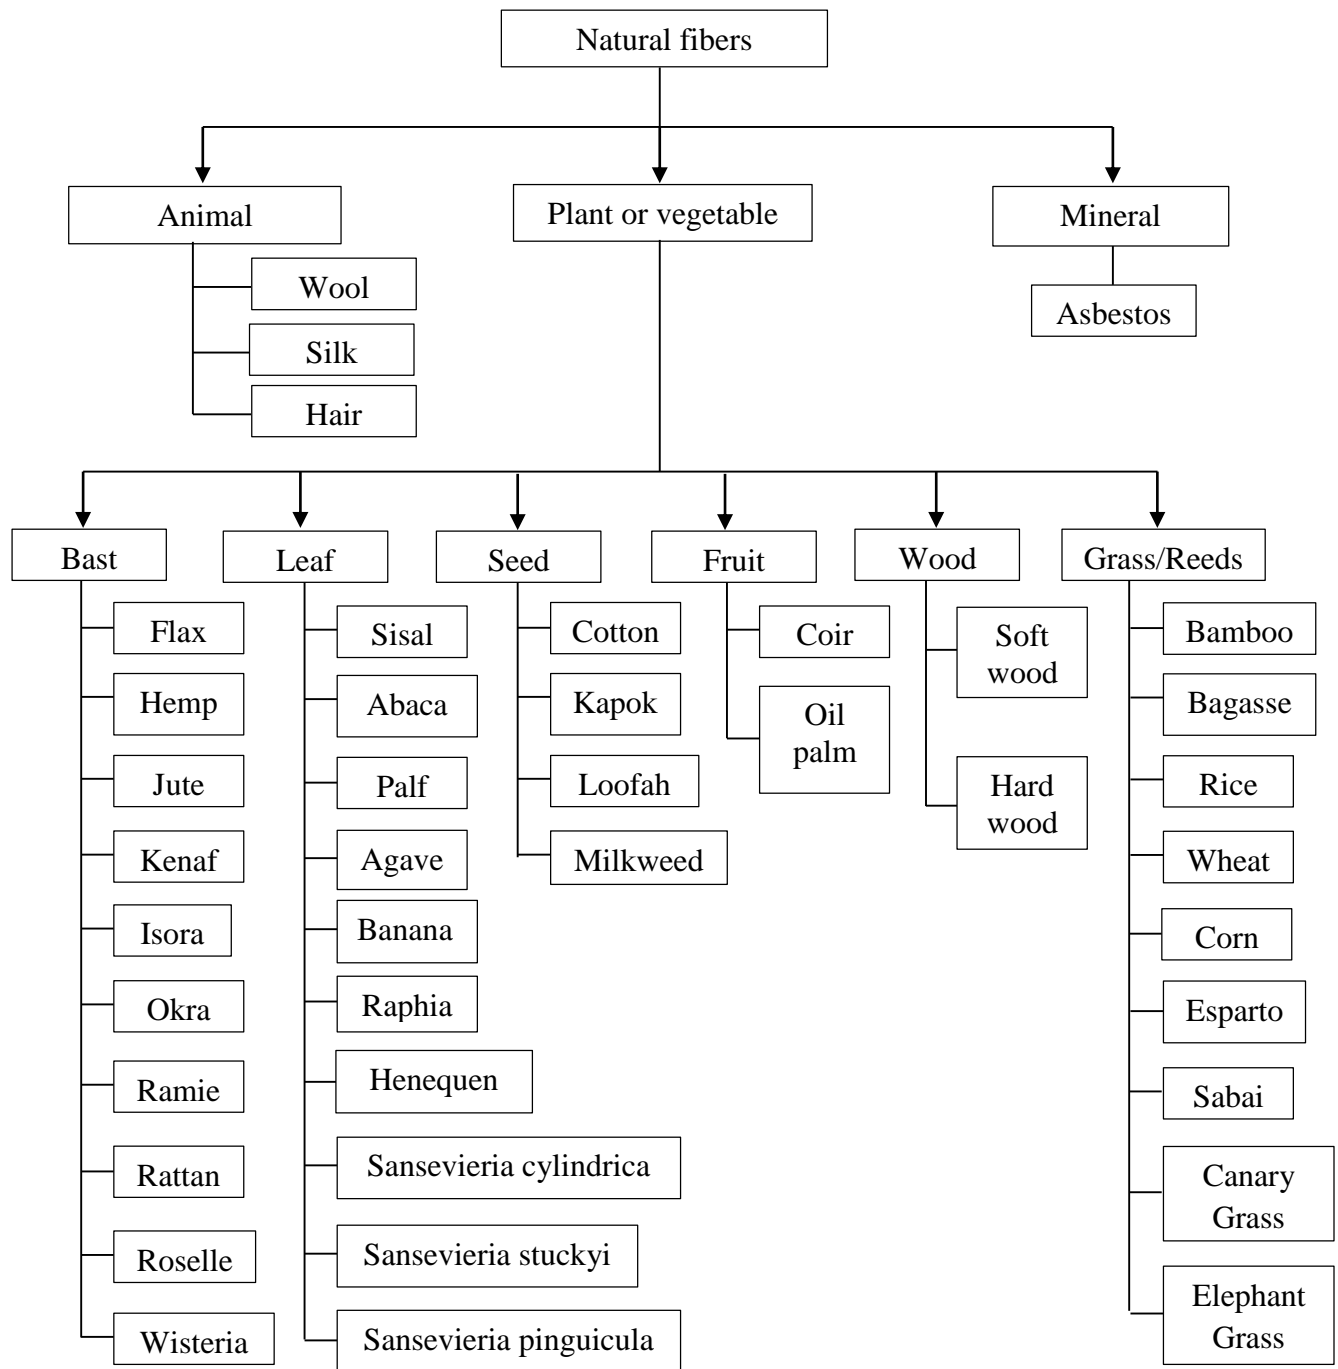 Natural fibers
Animal
Plant or vegetable
Mineral
Wool
Silk
Hair
Asbestos
Bast
Leaf
Seed
Fruit
Wood
Grass/Reeds
Flax
Hemp
Jute
Kenaf
Isora
Okra
Ramie
Rattan
Roselle
Wisteria
Sisal
Abaca
Palf
Agave
Banana
Raphia
Henequen
Sansevieria cylindrica
Sansevieria stuckyi
Sansevieria pinguicula
Cotton
Kapok
Loofah
Milkweed
Coir
Oil
palm
Soft
wood
Hard
wood
Bamboo
Bagasse
Rice
Wheat
Corn
Esparto
Sabai
Canary
Grass
Elephant
Grass